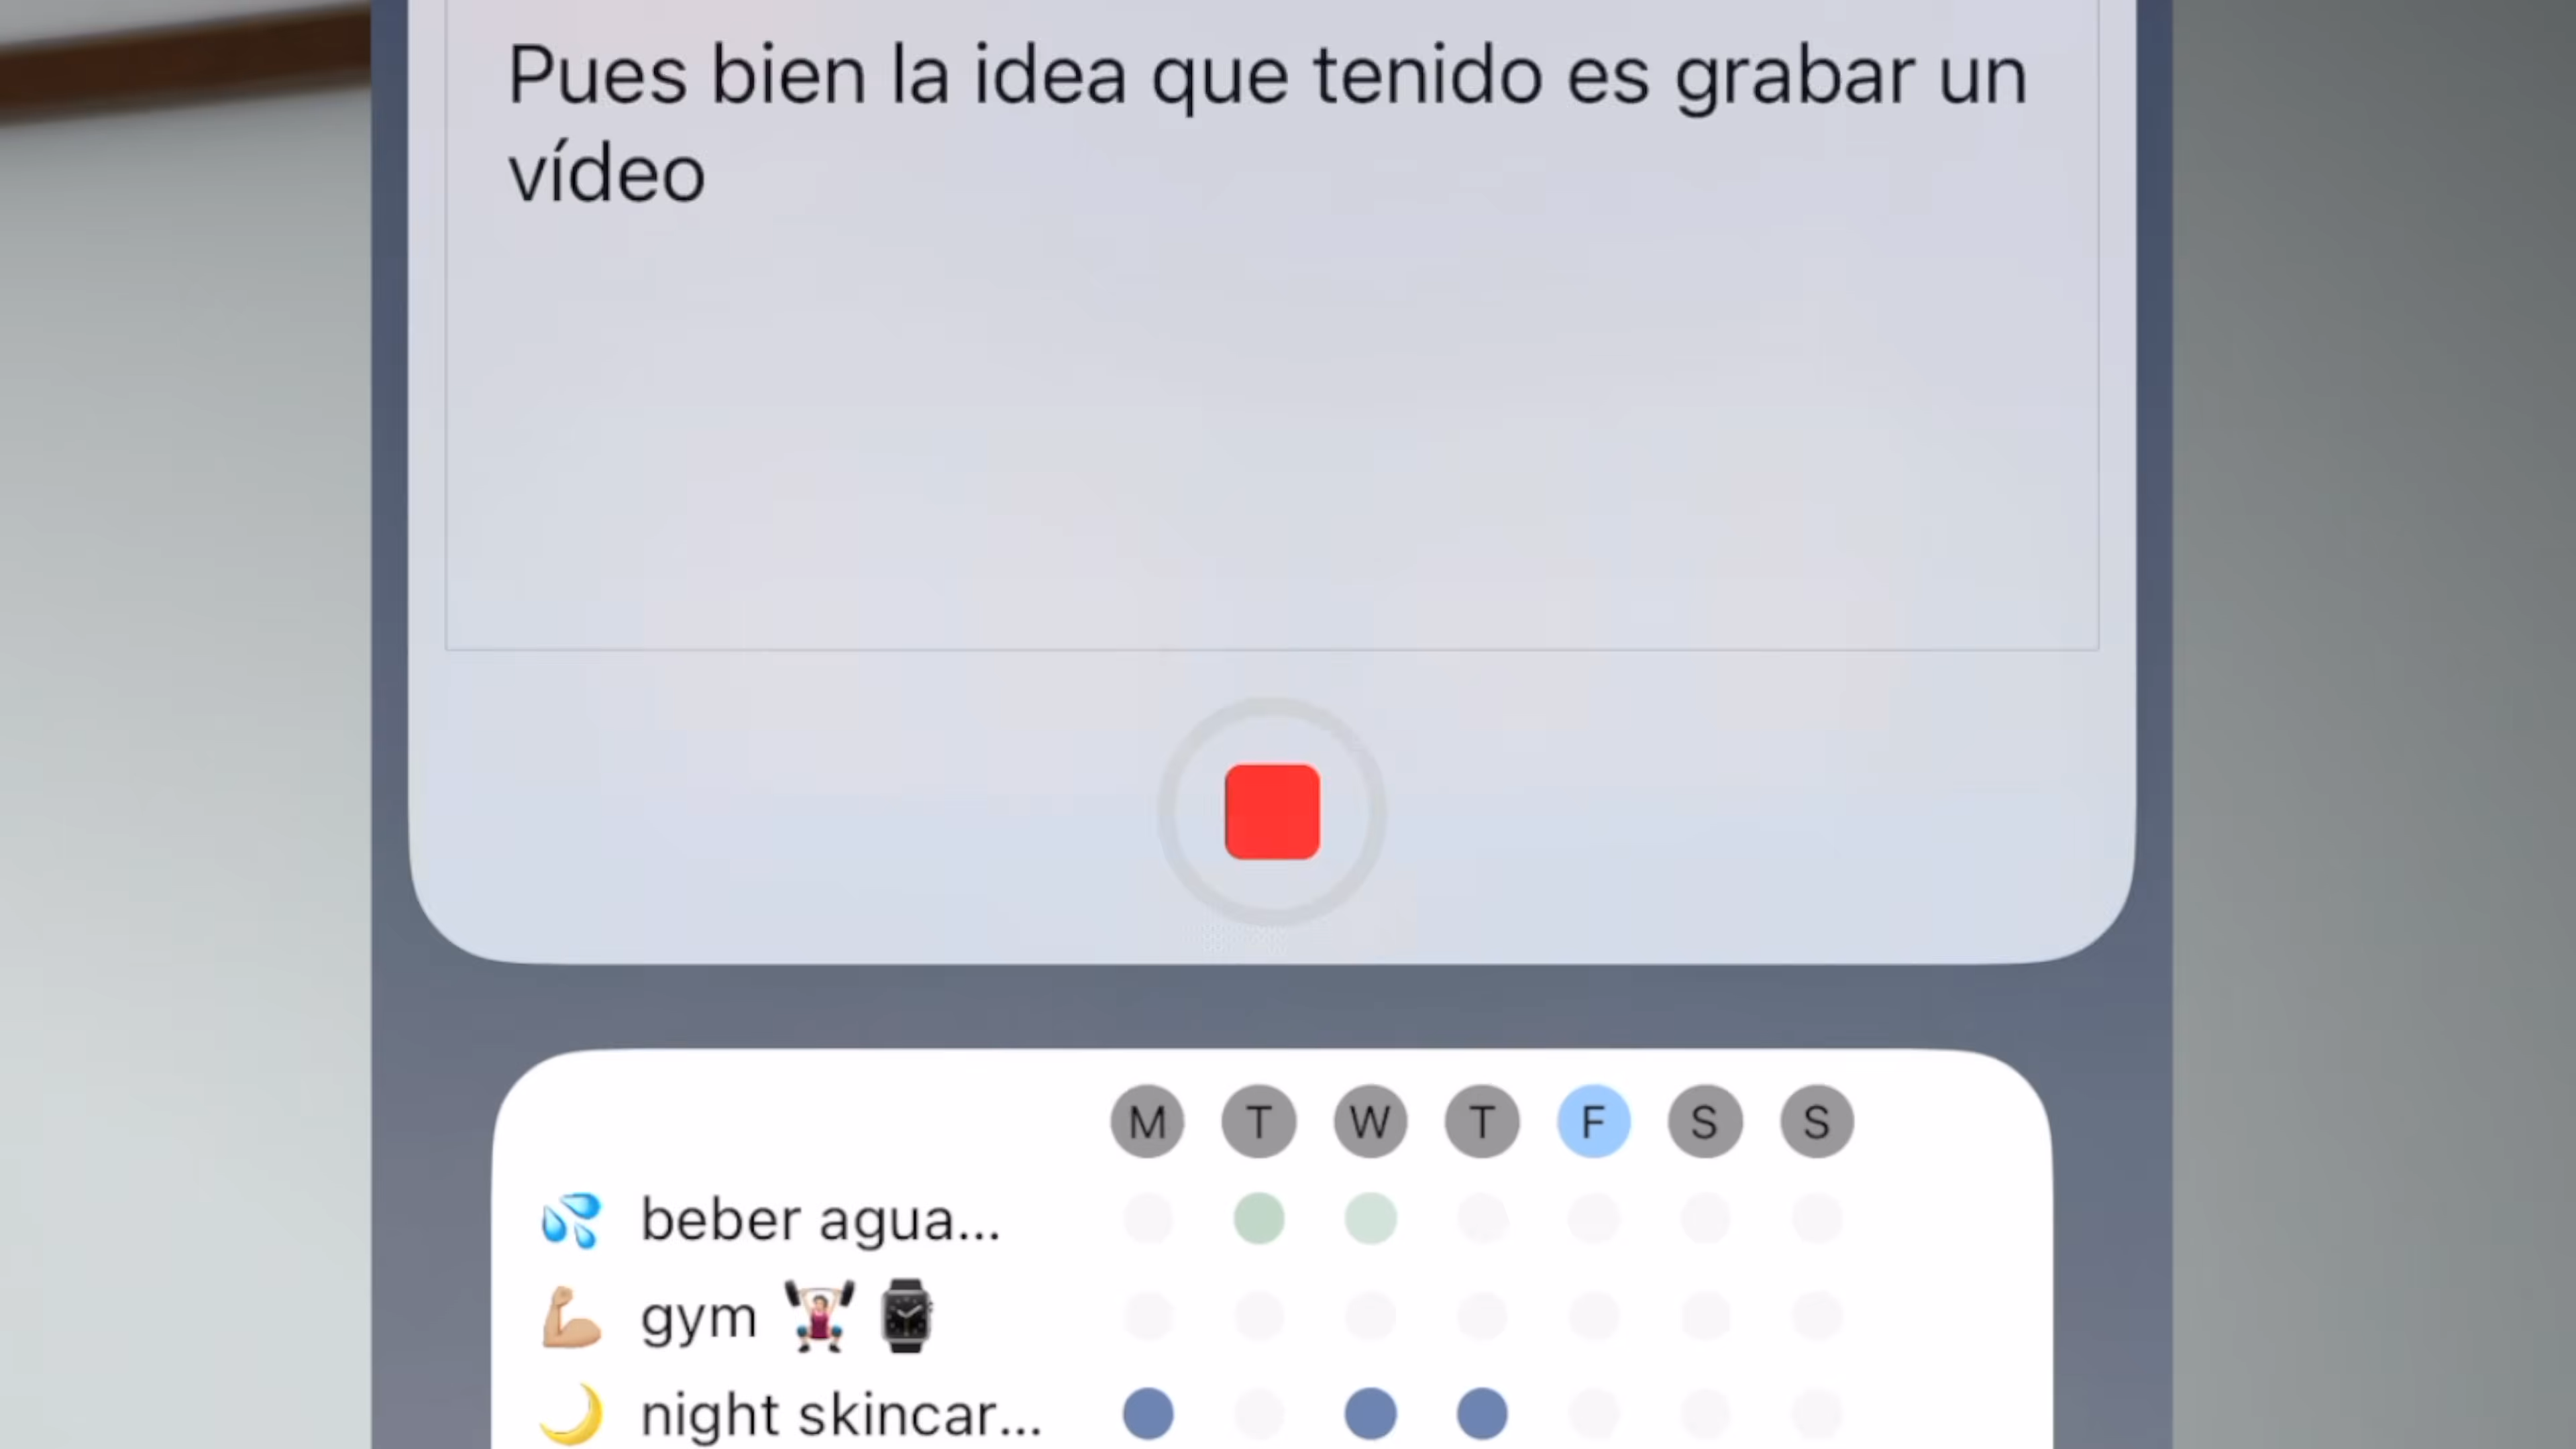 Pues bien la idea que tenido es grabar un
vídeo
M T W T F S S
beber agua...
gym
night skincar...